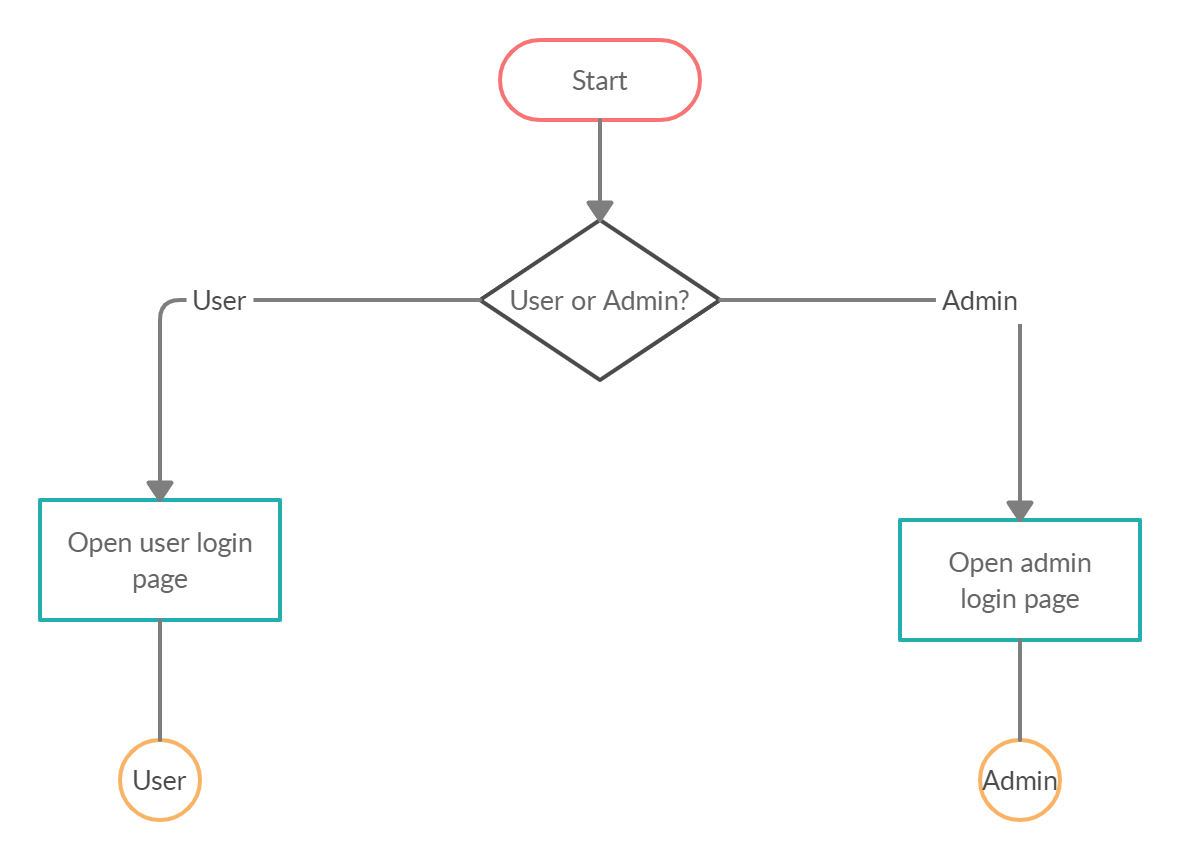 Start
User or Admin?
User
Admin
Open user login
page
Open admin
login page
User
Admin